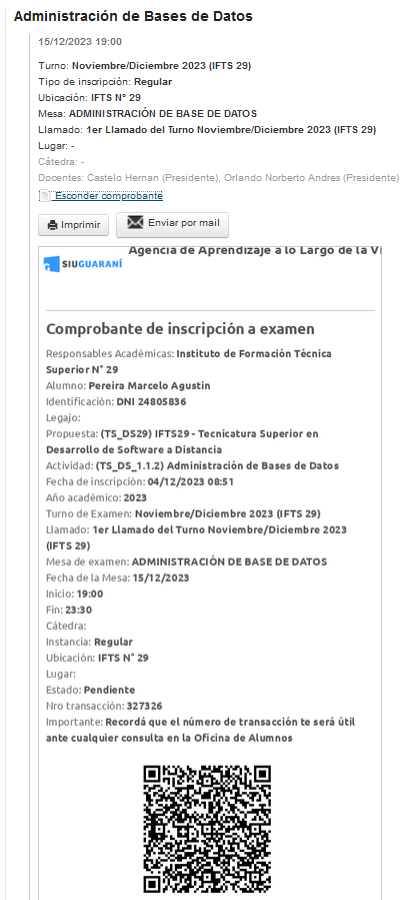 Administración de Bases de Datos
15/12/2023 19:00
Turno: Noviembre/Diciembre 2023 (IFTS 29)
Tipo de inscripción: Regular
Ubicación: IFTS N° 29
Mesa: ADMINISTRACIÓN DE BASE DE DATOS
Llamado: 1er Llamado del Turno Noviembre/Diciembre 2023 (IFTS 29)
Lugar: -
Cátedra: -
Docentes: Castelo Hernan (Presidente), Orlando Norberto Andres (Presidente)
Esconder comprobante
Imprimir
Enviar por mail
Agencia de Aprendizaje a lo Largo de la Vi
SIUGUARANÍ
Comprobante de inscripción a examen
Responsables Académicas: Instituto de Formación Técnica
Superior N° 29
Alumno: Pereira Marcelo Agustin
Identificación: DNI 24805836
Legajo:
Propuesta: (TS_DS29) IFTS29 - Tecnicatura Superior en
Desarrollo de Software a Distancia
Actividad: (TS_DS_1.1.2) Administración de Bases de Datos
Fecha de inscripción: 04/12/2023 08:51
Año académico: 2023
Turno de Examen: Noviembre/Diciembre 2023 (IFTS 29)
Llamado: 1er Llamado del Turno Noviembre/Diciembre 2023
(IFTS 29)
Mesa de examen: ADMINISTRACIÓN DE BASE DE DATOS
Fecha de la Mesa: 15/12/2023
Inicio: 19:00
Fin: 23:30
Cátedra:
Instancia: Regular
Ubicación: IFTS N° 29
Lugar:
Estado: Pendiente
Nro transacción: 327326
Importante: Recordá que el número de transacción te será útil
ante cualquier consulta en la Oficina de Alumnos